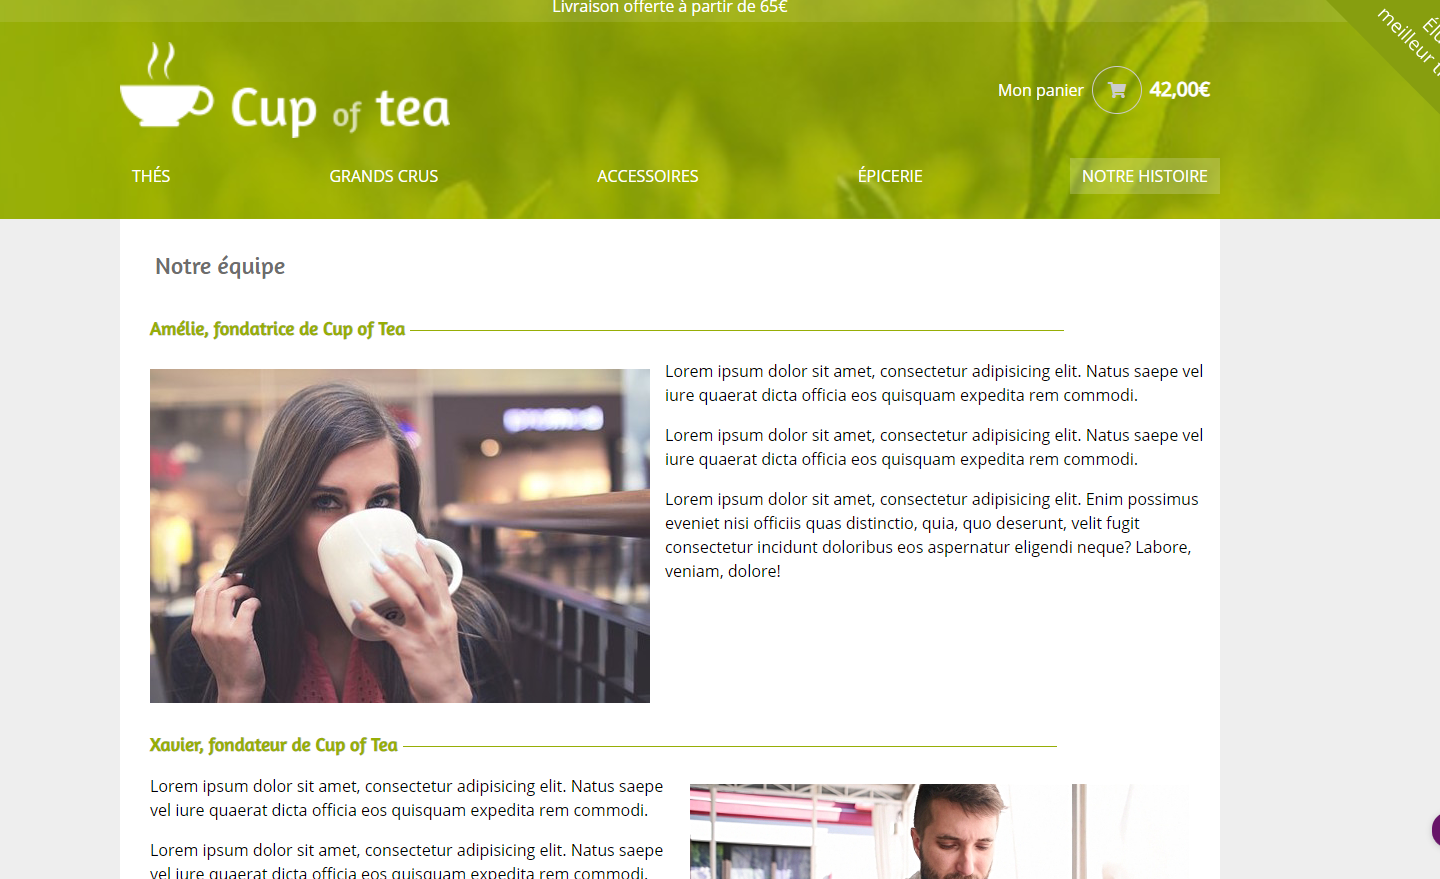 Livraison offerte à partir de 65€
meilleur
Cup of tea
Mon panier 42,00€
THÉS GRANDS CRUS ACCESSOIRES ÉPICERIE NOTRE HISTOIRE
Notre équipe
Amélie, fondatrice de Cup of Tea
Lorem ipsum dolor sit amet, consectetur adipisicing elit. Natus saepe vel
iure quaerat dicta officia eos quisquam expedita rem commodi.
Lorem ipsum dolor sit amet, consectetur adipisicing elit. Natus saepe vel
iure quaerat dicta officia eos quisquam expedita rem commodi.
Lorem ipsum dolor sit amet, consectetur adipisicing elit. Enim possimus
eveniet nisi officiis quas distinctio, quia, quo deserunt, velit fugit
consectetur incidunt doloribus eos aspernatur eligendi neque? Labore,
veniam, dolore!
Xavier, fondateur de Cup of Tea
Lorem ipsum dolor sit amet, consectetur adipisicing elit. Natus saepe
vel iure quaerat dicta officia eos quisquam expedita rem commodi.
Lorem ipsum dolor sit amet, consectetur adipisicing elit. Natus saepe
vel iure quaerat dicta officia eos quisquam expedita rem commodi.